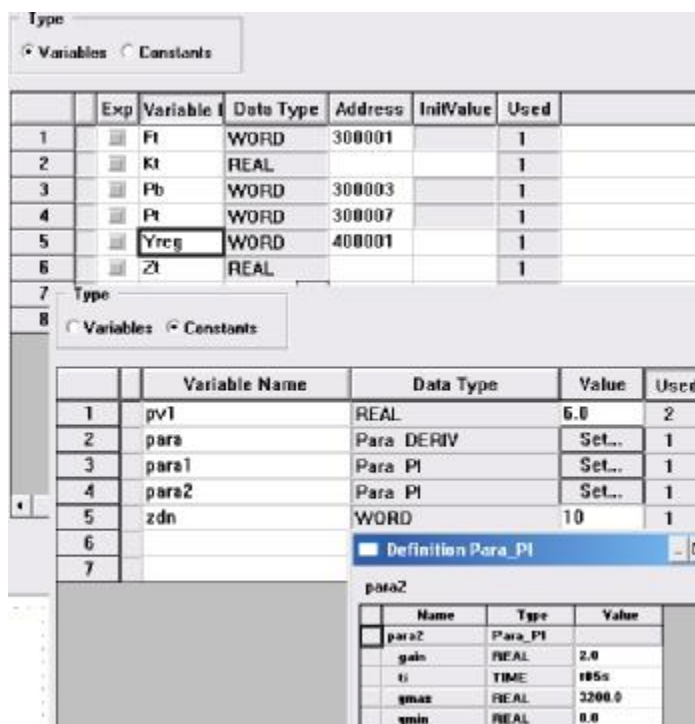 Type
Variables Constants
Exp Variable Data Type Address InitValue Used
1 Ft WORD 300001 1
2 Kt REAL 1
3 Pb WORD 300003 1
4 Pt WORD 300007 1
5 Yreg WORD 400001 1
6 Zt REAL 1
7
8
Type
Variables Constants
Variable Name Data Type Value Used
1 pv1 REAL 6.0 2
2 para Para DERIV Set... 1
3 para1 Para PI Set... 1
4 para2 Para PI Set... 1
5 zdn WORD 10 1
6
7
Definition Para_PI
para2
Name Type Value
para2 Para_PI
gain REAL 2.0
ti TIME
qmax REAL 3200.0
qmin REAL 0.0